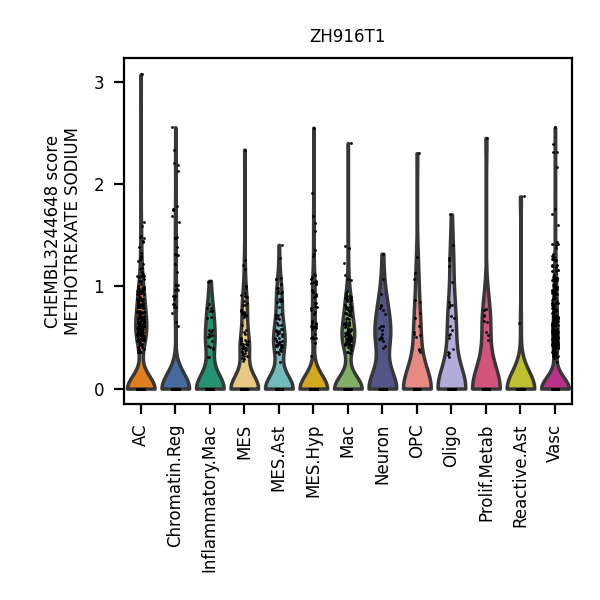 ZH916T1
CHEMBL3244648 score
METHOTREXATE SODIUM
3
2
1
0
AC
Chromatin.Reg
Inflammatory.Mac
MES
MES.Ast
MES.Hyp
Mac
Neuron
OPC
Oligo
Prolif.Metab
Reactive.Ast
Vasc